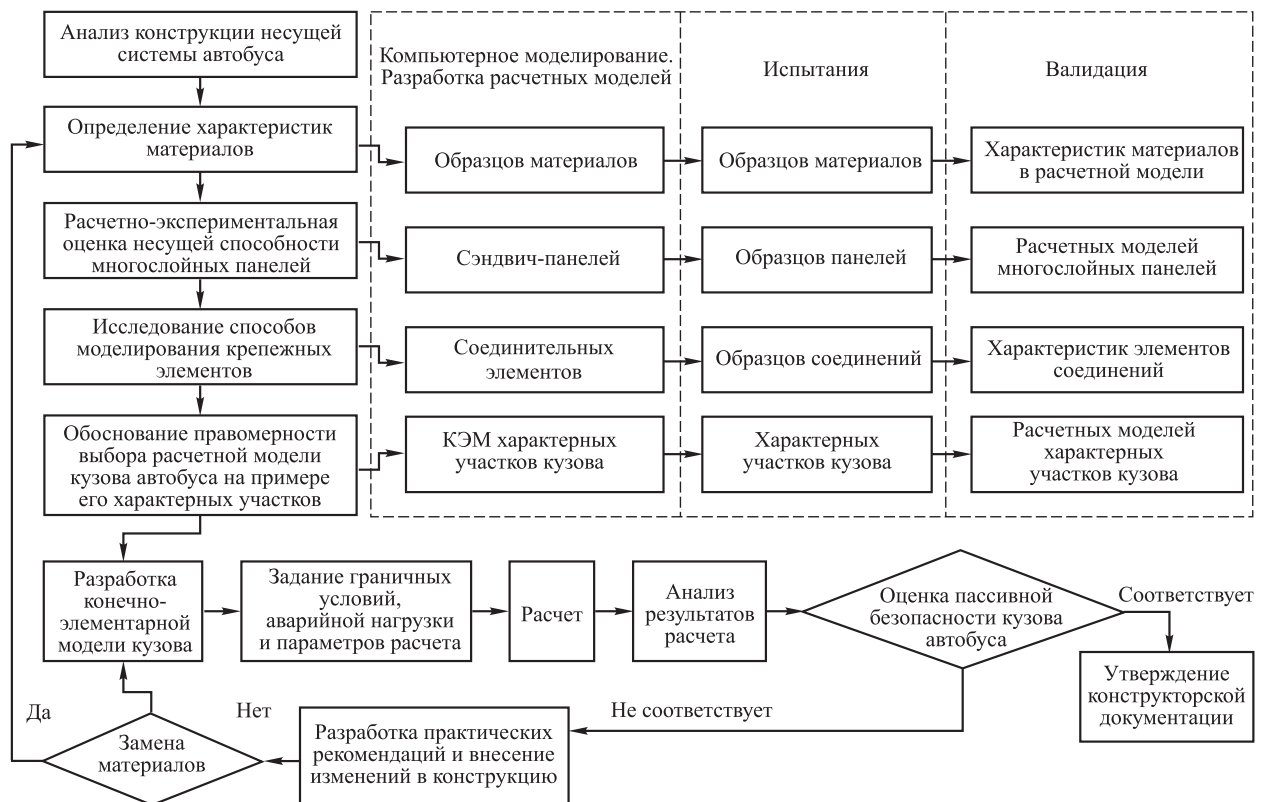 Анализ конструкции несущей
системы автобуса
Компьютерное моделирование.
Разработка расчетных моделей
Испытания
Валидация
Определение характеристик
материалов
Образцов материалов
Образцов материалов
Характеристик материалов
в расчетной модели
Расчетно-экспериментальная
оценка несущей способности
многослойных панелей
Сэндвич-панелей
Образцов панелей
Расчетных моделей
многослойных панелей
Исследование способов
моделирования крепежных
элементов
Соединительных
элементов
Образцов соединений
Характеристик элементов
соединений
Обоснование правомерности
выбора расчетной модели
кузова автобуса на примере
его характерных участков
КЭМ характерных
участков кузова
Характерных
участков кузова
Расчетных моделей
характерных
участков кузова
Разработка
конечно-
элементарной
модели кузова
Задание граничных
условий,
аварийной нагрузки
и параметров расчета
Расчет
Анализ
результатов
расчета
Оценка пассивной
безопасности кузова
автобуса
Соответствует
Утверждение
конструкторской
документации
Не соответствует
Разработка практических
рекомендаций и внесение
изменений в конструкцию
Нет
Замена
материалов
Да